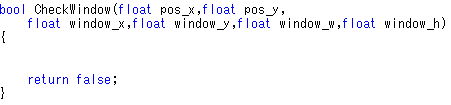 bool CheckWindow(float pos_x,float pos_y,
    float window_x,float window_y,float window_w,float window_h)
{
    return false;
}